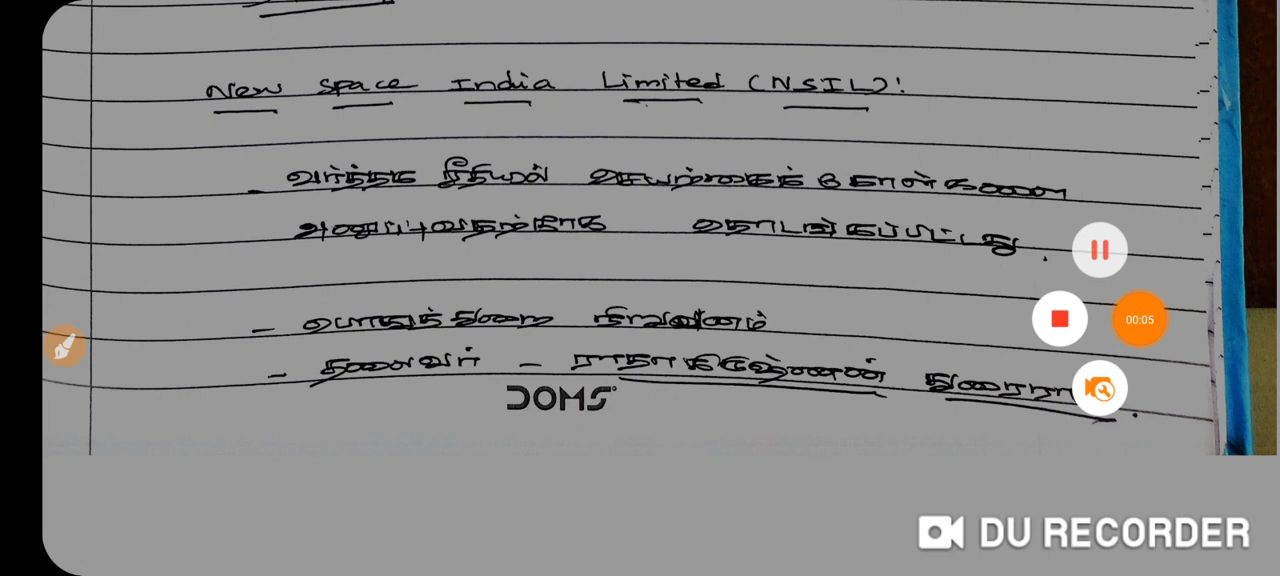 New Space India Limited (NSIL):
- வர்த்தக ரீதியில் செயற்கைக் கோள்களை
அனுப்புவதற்காக தொடங்கப்பட்டது.
- பொதுத்துறை நிறுவனம்
- தலைவர் - ராதாகிருஷ்ணன் துரைரா
DOMS
00:05
DU RECORDER